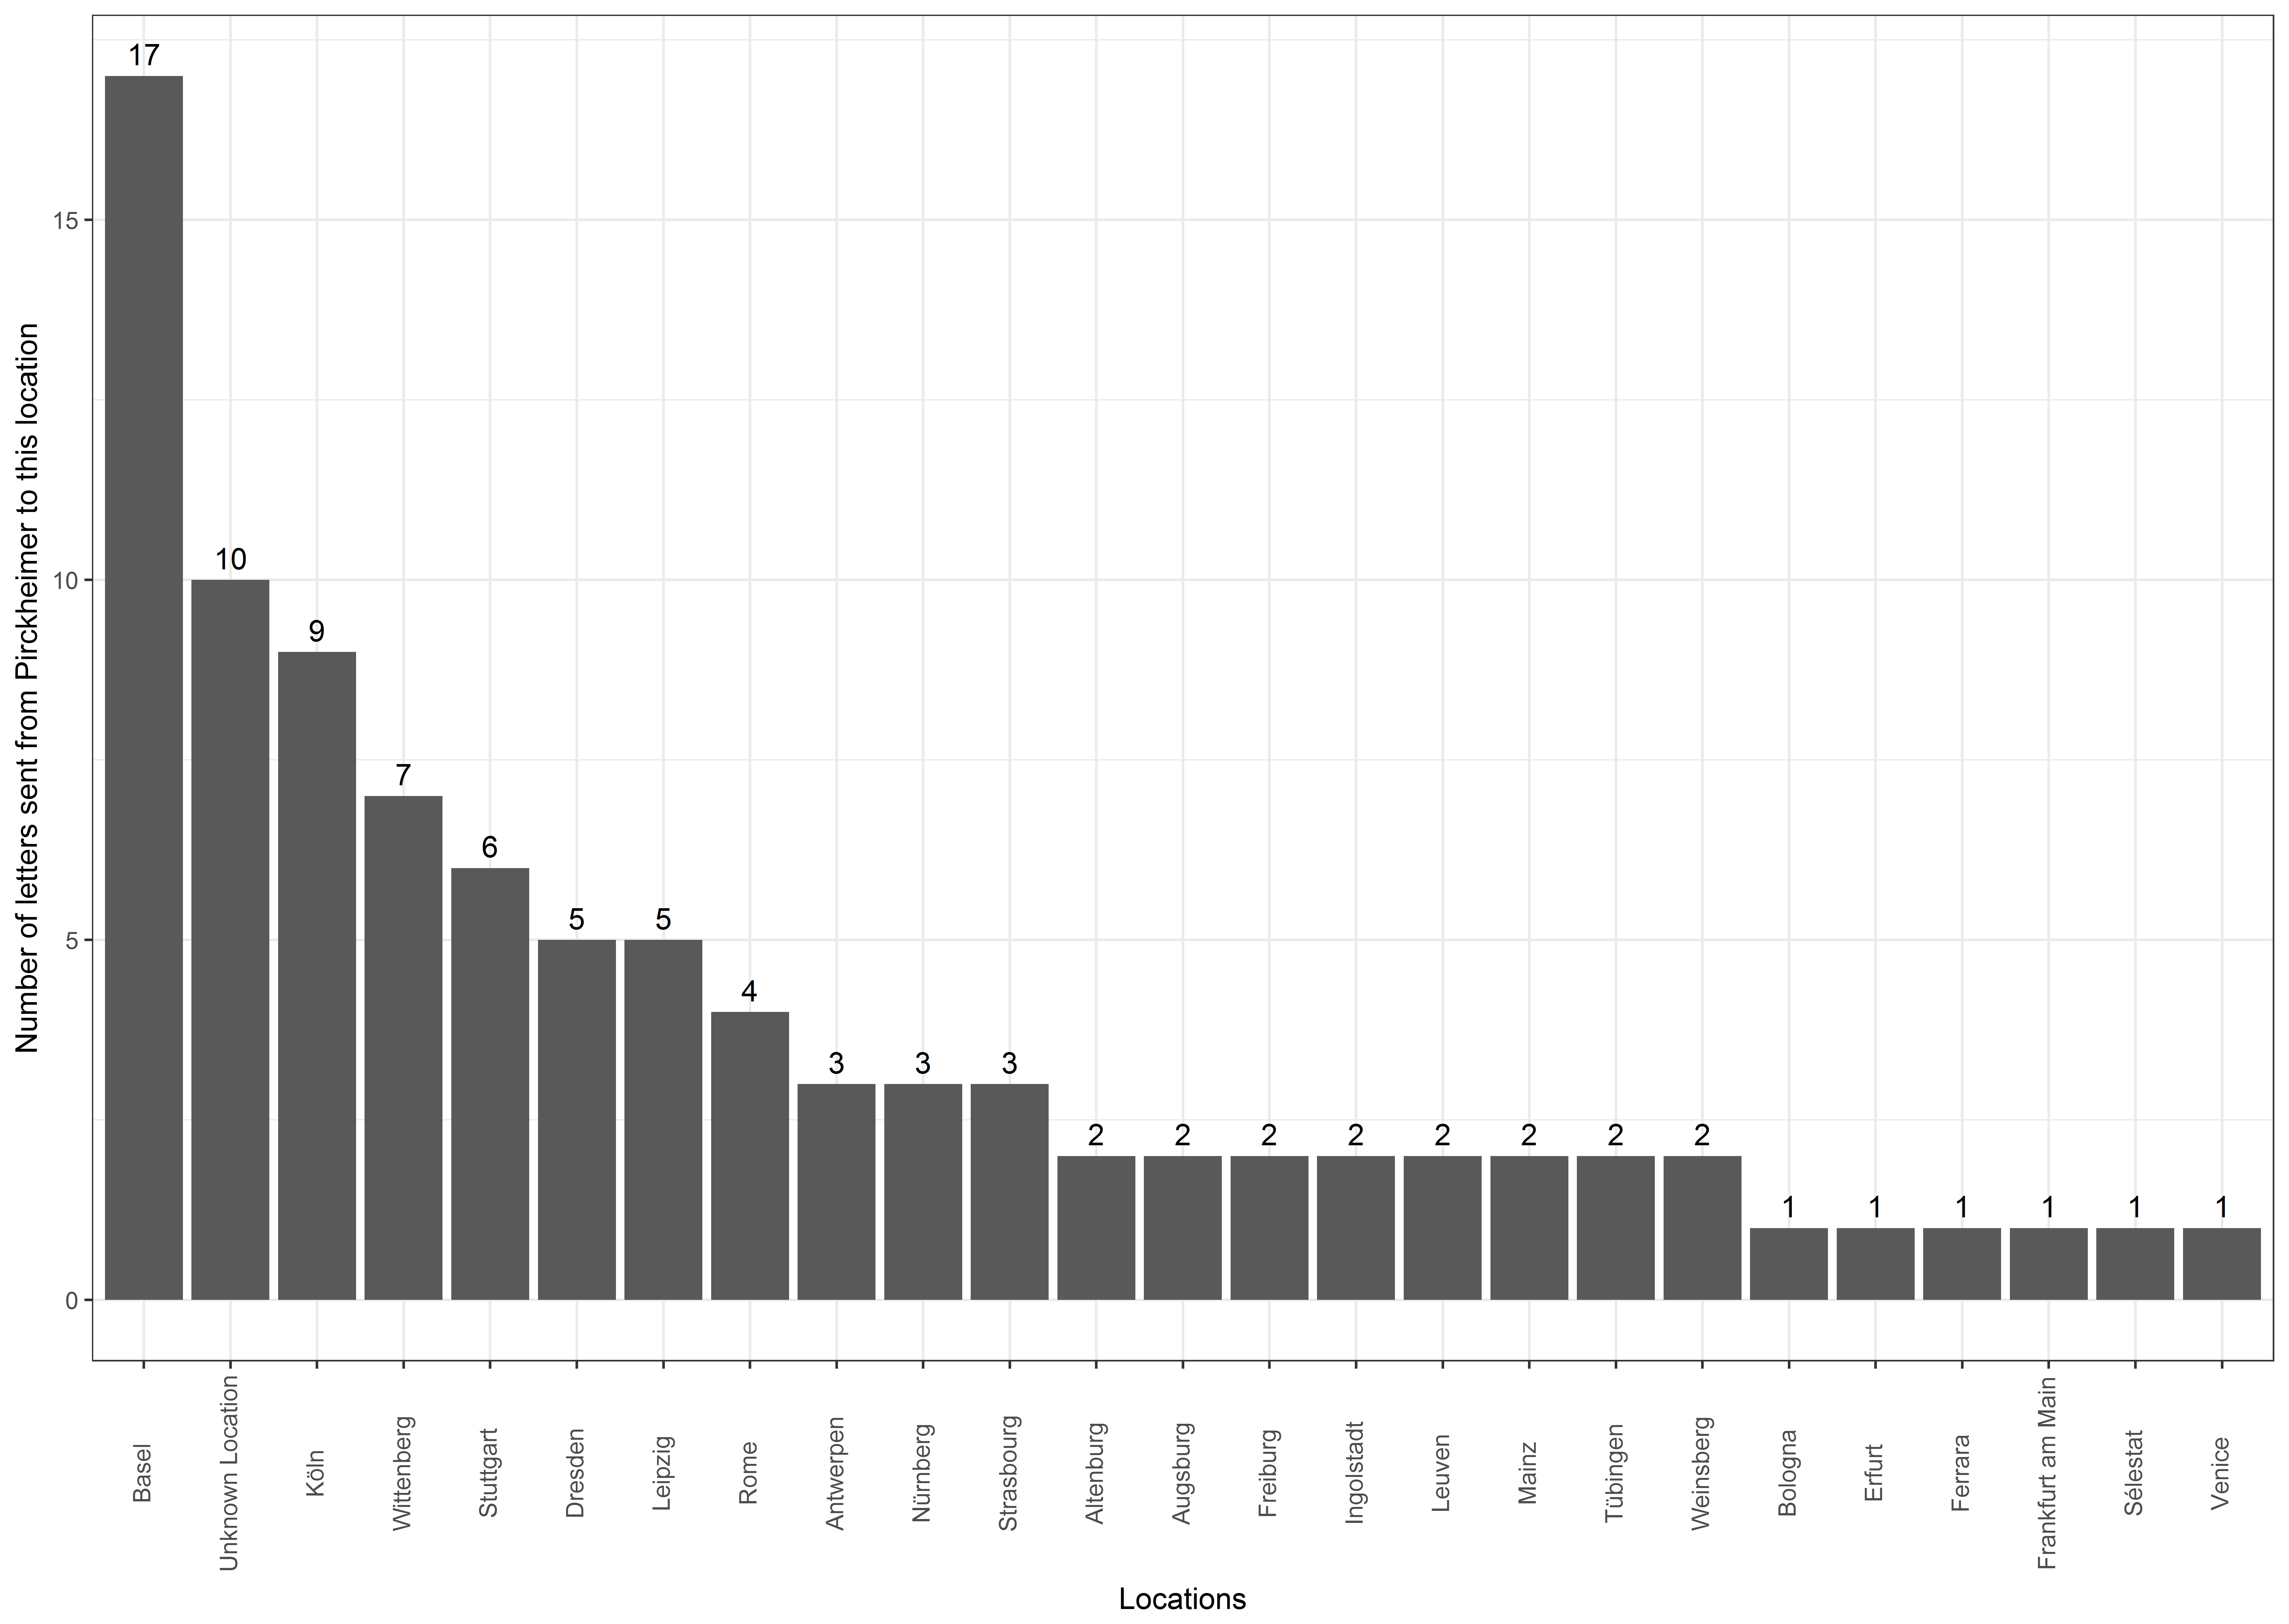 Number of letters sent from Pirckheimer to this location
15
10
5
0
17
10
9
7
6
5
5
4
3
3
3
2
2
2
2
2
2
2
2
1
1
1
1
1
1
Basel
Unknown Location
Köln
Wittenberg
Stuttgart
Dresden
Leipzig
Rome
Antwerpen
Nürnberg
Strasbourg
Altenburg
Augsburg
Freiburg
Ingolstadt
Leuven
Mainz
Tübingen
Weinsberg
Bologna
Erfurt
Ferrara
Frankfurt am Main
Sélestat
Venice
Locations